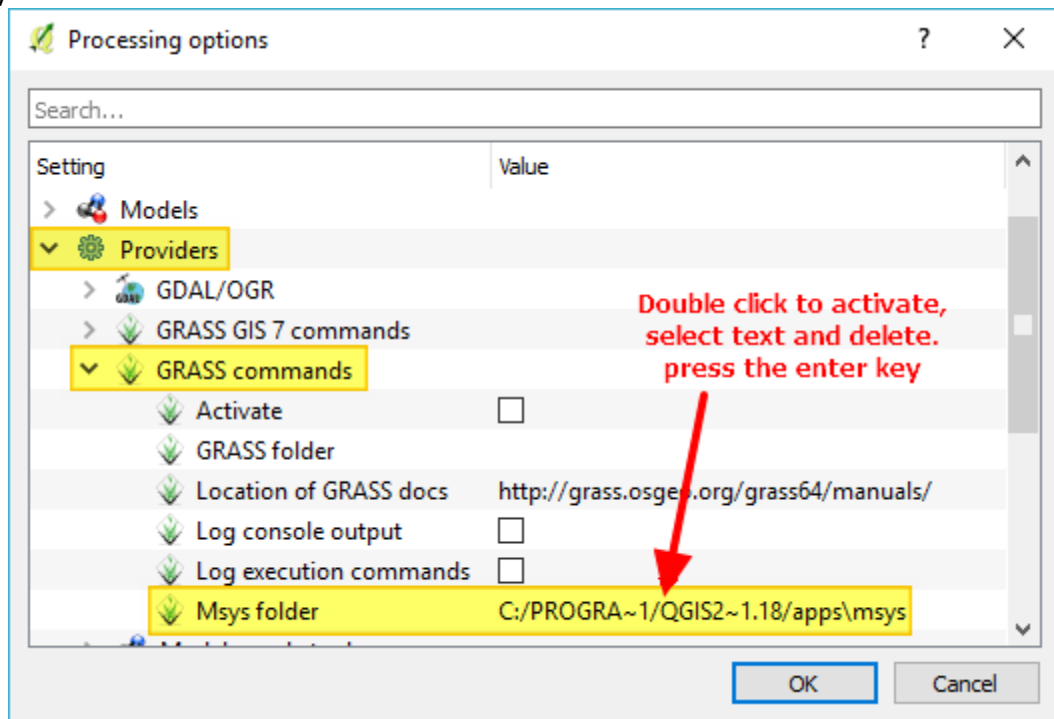 Processing options
?
Search...
Setting Value
Models
Providers
GDAL/OGR
GRASS GIS 7 commands
GRASS commands
Activate
GRASS folder
Location of GRASS docs http://grass.osgeo.org/grass64/manuals/
Log console output
Log execution commands
Msys folder C:/PROGRA~1/QGIS2~1.18/apps\msys
Double click to activate,
select text and delete.
press the enter key
OK Cancel